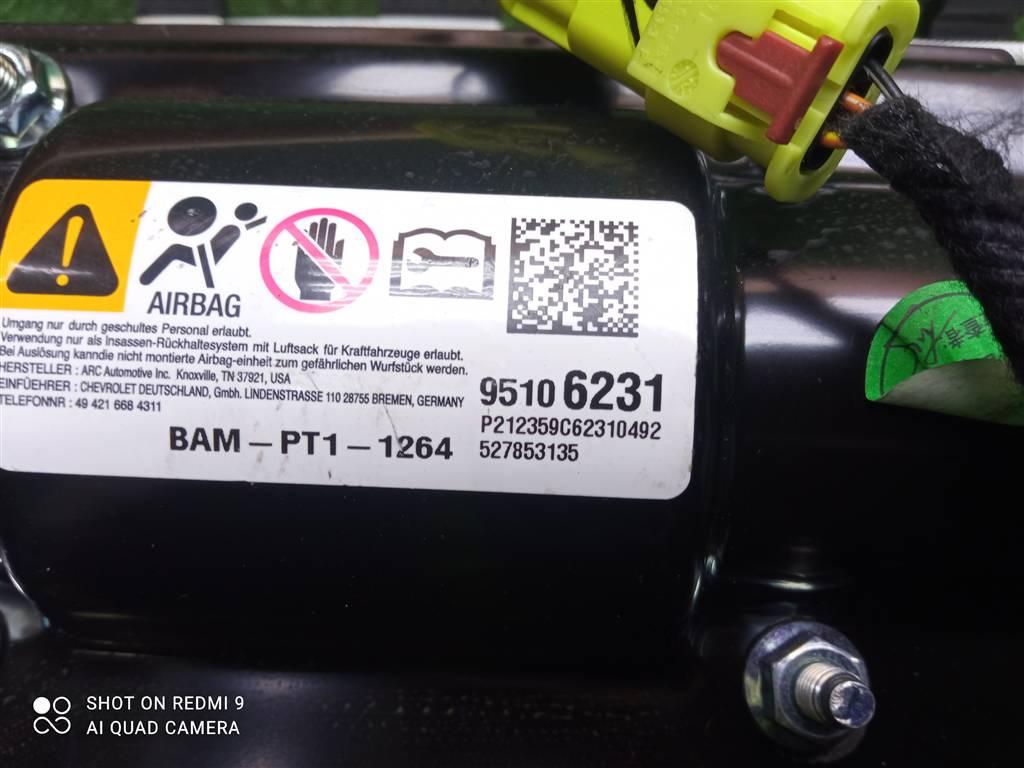 AIRBAG
Umgang nur durch geschultes Personal erlaubt.
Verwendung nur als Insassen-Rückhaltesystem mit Luftsack für Kraftfahrzeuge erlaubt.
Bei Auslösung kanndie nicht montierte Airbag-einheit zum gefährlichen Wurfstück werden.
HERSTELLER : ARC Automotive Inc. Knoxville, TN 37921, USA
EINFUEHRER : CHEVROLET DEUTSCHLAND, Gmbh. LINDENSTRASSE 110 28755 BREMEN, GERMANY
TELEFONNR : 49 421 668 4311
9510 6231
P212359C62310492
BAM – PT1 – 1264
527853135
SHOT ON REDMI 9
AI QUAD CAMERA